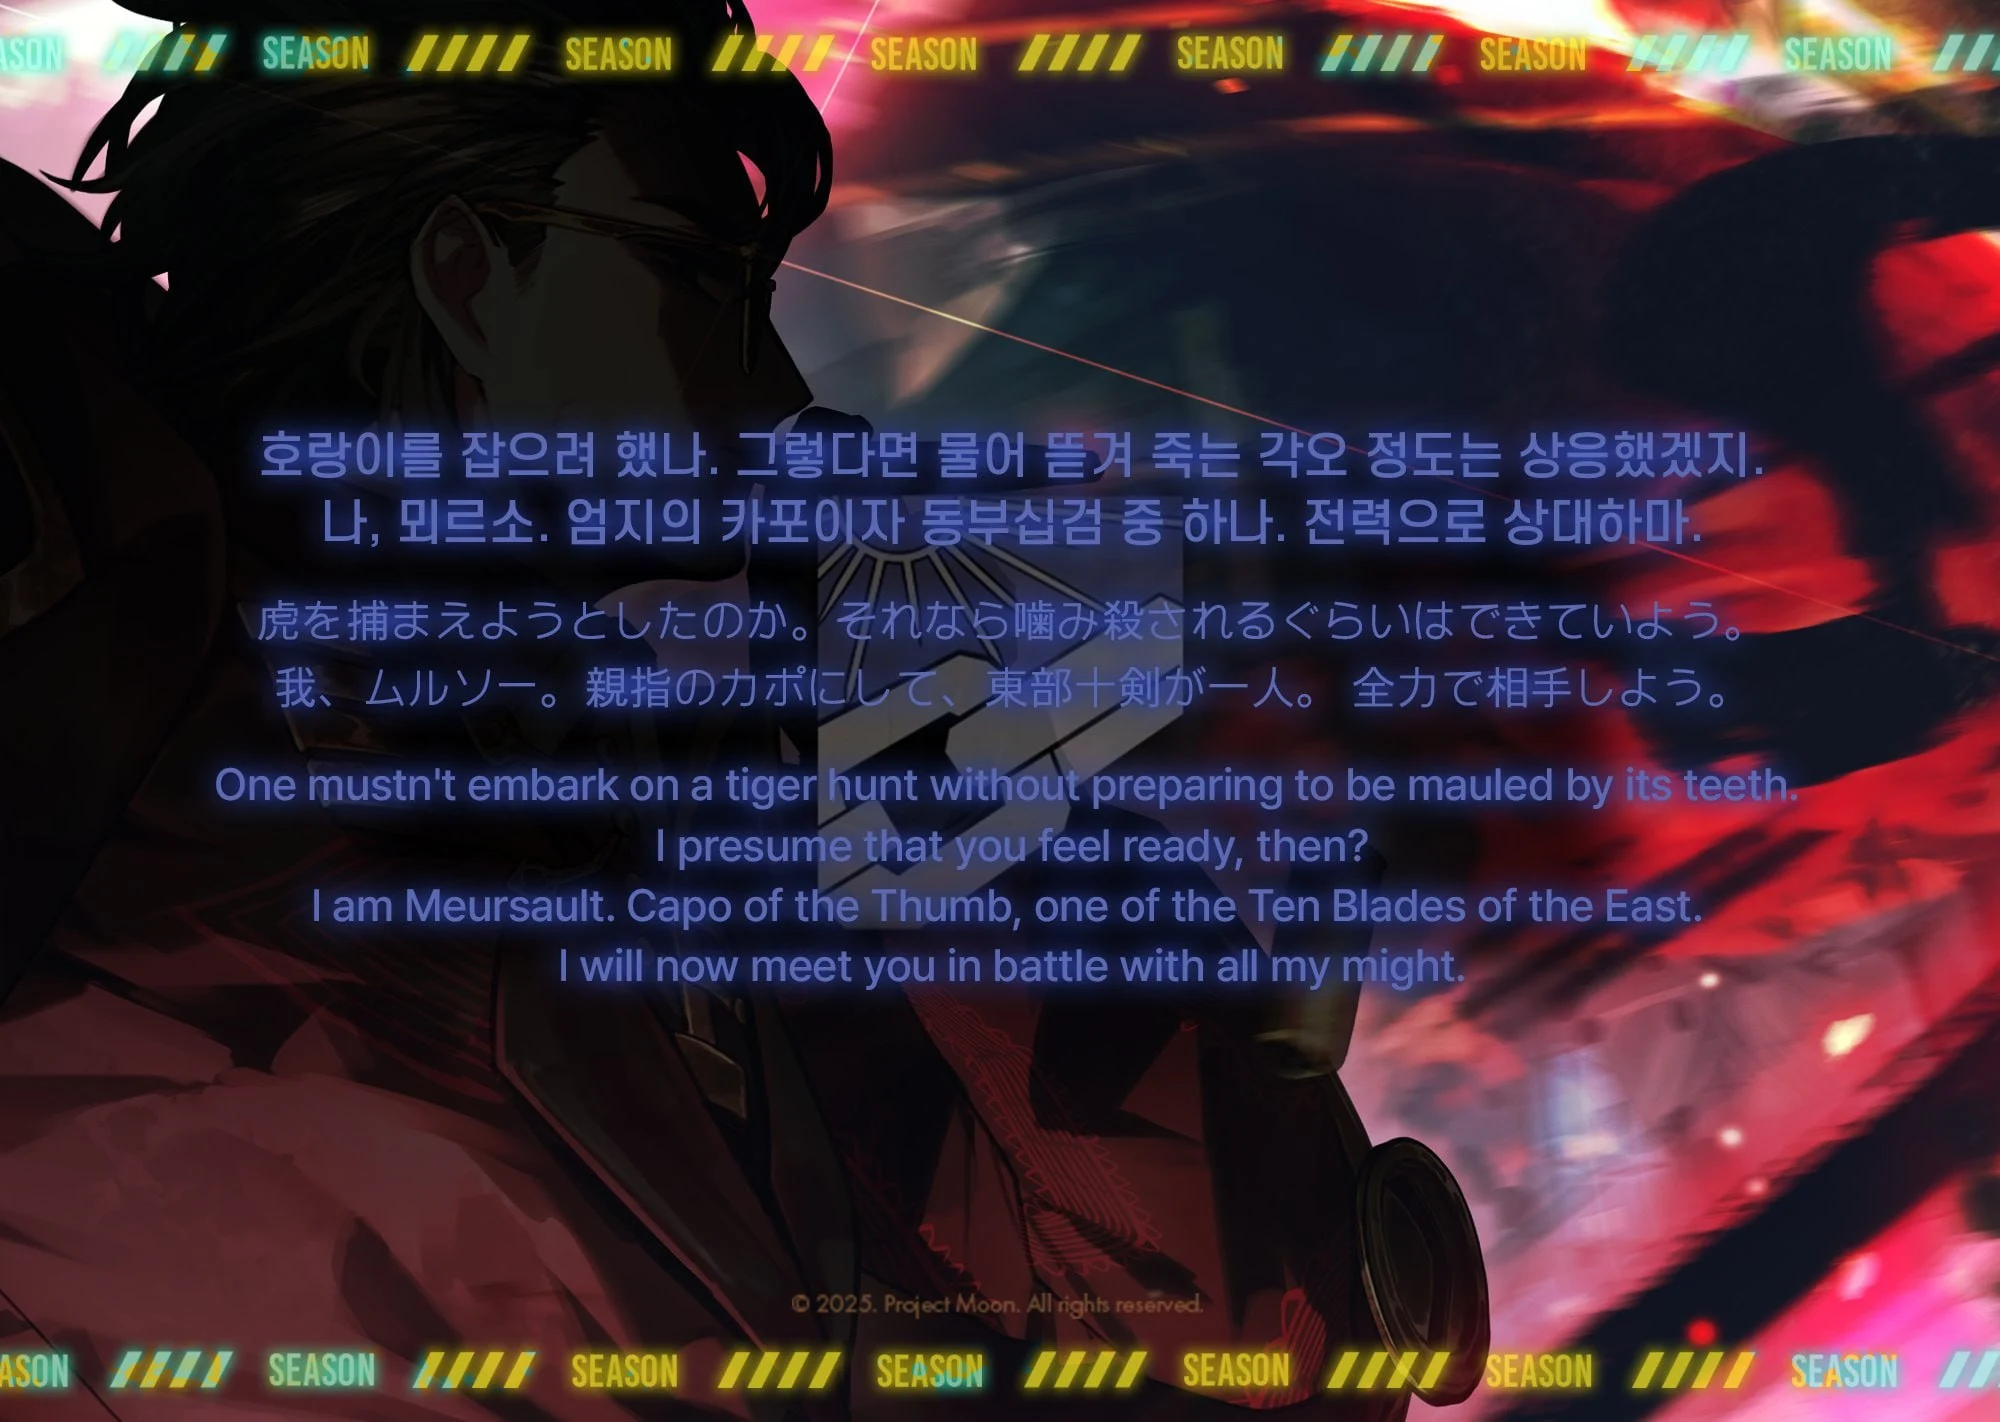 ASON //// SEASON //// SEASON //// SEASON //// SEASON //// SEASON //// SEASON ////
호랑이를 잡으려 했나. 그렇다면 물어 뜯겨 죽는 각오 정도는 상응했겠지.
나, 뫼르소. 엄지의 카포이자 동부십검 중 하나. 전력으로 상대하마.
虎を捕まえようとしたのか。それなら噛み殺されるぐらいはできていよう。
我、ムルソー。親指のカポにして、東部十剣が一人。 全力で相手しよう。
One mustn't embark on a tiger hunt without preparing to be mauled by its teeth.
I presume that you feel ready, then?
I am Meursault. Capo of the Thumb, one of the Ten Blades of the East.
I will now meet you in battle with all my might.
© 2025. Project Moon. All rights reserved.
ASON //// SEASON //// SEASON //// SEASON //// SEASON //// SEASON //// SEASON //